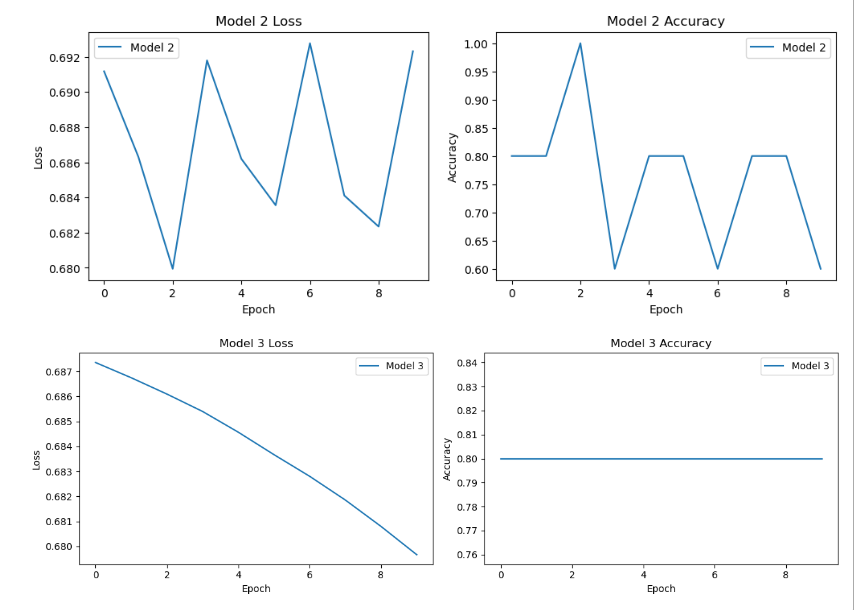 Model 2 Loss
Model 2
0.692
0.690
0.688
0.686
0.684
0.682
0.680
Loss
0 2 4 6 8
Epoch
Model 2 Accuracy
Model 2
1.00
0.95
0.90
0.85
0.80
0.75
0.70
0.65
0.60
Accuracy
0 2 4 6 8
Epoch
Model 3 Loss
Model 3
0.687
0.686
0.685
0.684
0.683
0.682
0.681
0.680
Loss
0 2 4 6 8
Epoch
Model 3 Accuracy
Model 3
0.84
0.83
0.82
0.81
0.80
0.79
0.78
0.77
0.76
Accuracy
0 2 4 6 8
Epoch